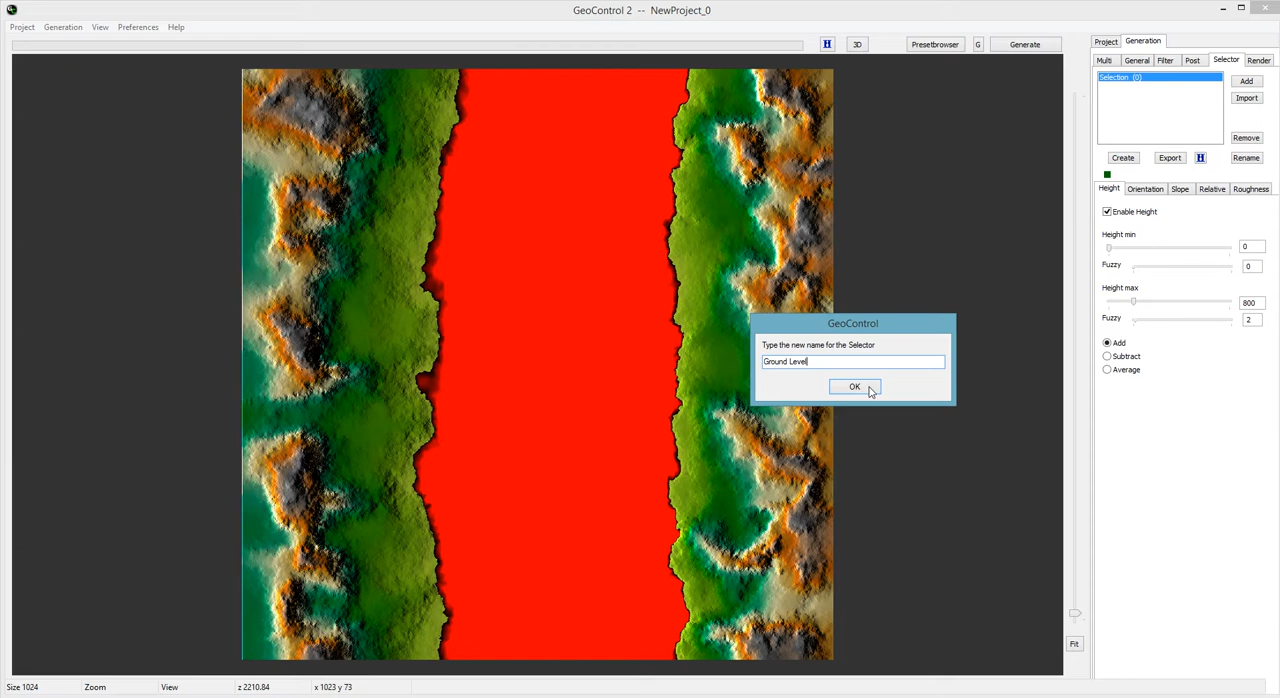 GeoControl 2 -- NewProject_0
Project Generation View Preferences Help
H 3D Presetbrowser G Generate
Project Generation
Multi General Filter Post Selector Render
Selection (0)
Add
Import
Remove
Create Export H Rename
Height Orientation Slope Relative Roughness
Enable Height
Height min
0
Fuzzy 0
Height max
800
Fuzzy 2
Add
Subtract
Average
GeoControl
Type the new name for the Selector
Ground Level
OK
Fit
Size 1024 Zoom View z 2210.84 x 1023 y 73